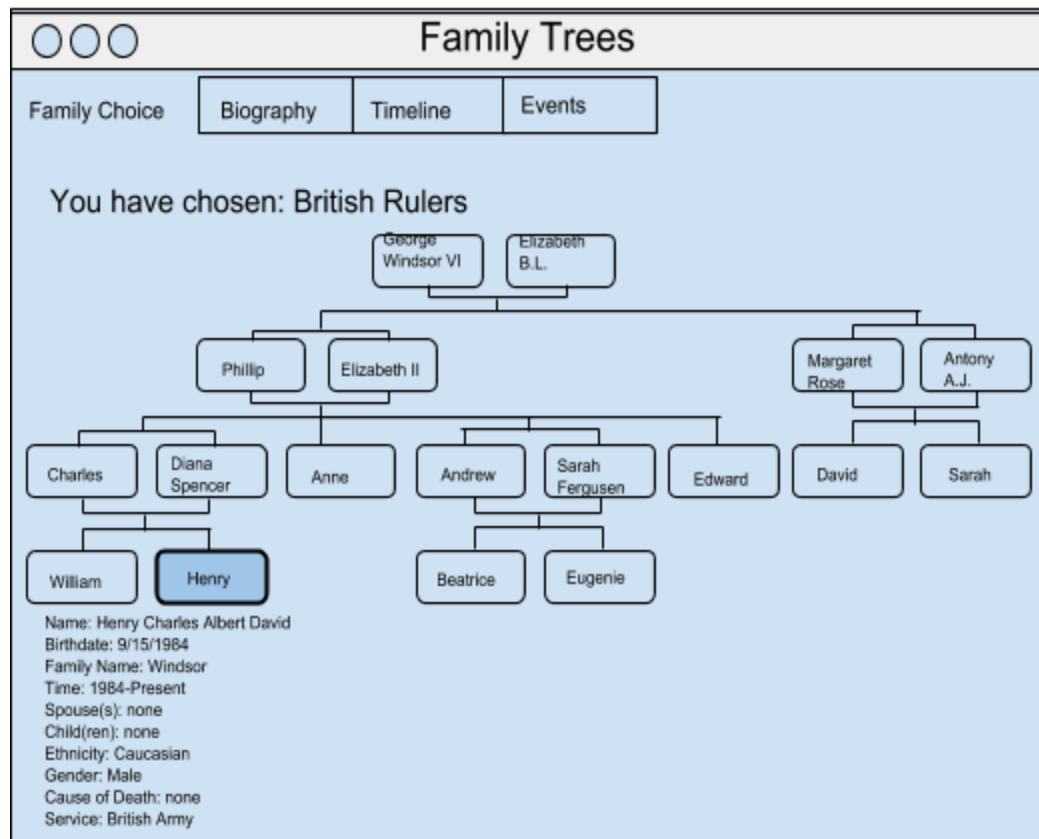 Family Trees
Family Choice
Biography
Timeline
Events
You have chosen: British Rulers
George
Windsor VI
Elizabeth
B.L.
Phillip
Elizabeth II
Margaret
Rose
Antony
A.J.
Charles
Diana
Spencer
Anne
Andrew
Sarah
Fergusen
Edward
David
Sarah
William
Henry
Beatrice
Eugenie
Name: Henry Charles Albert David
Birthdate: 9/15/1984
Family Name: Windsor
Time: 1984-Present
Spouse(s): none
Child(ren): none
Ethnicity: Caucasian
Gender: Male
Cause of Death: none
Service: British Army